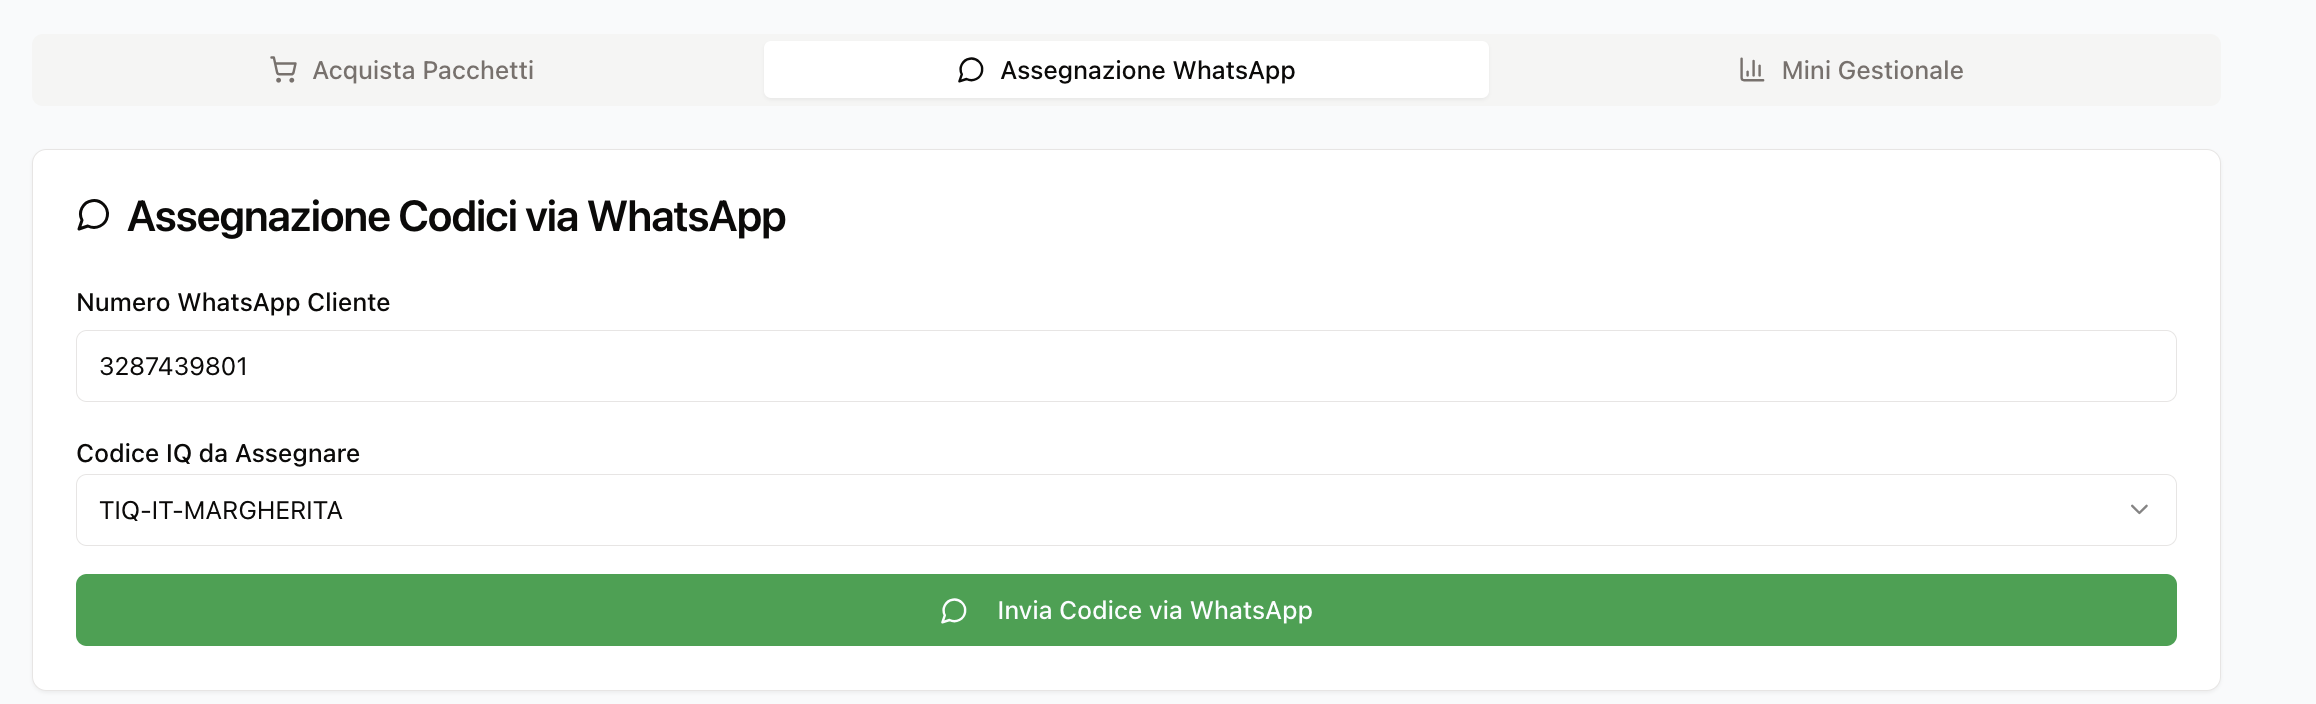 Acquista Pacchetti
Assegnazione WhatsApp
Mini Gestionale
Assegnazione Codici via WhatsApp
Numero WhatsApp Cliente
3287439801
Codice IQ da Assegnare
TIQ-IT-MARGHERITA
Invia Codice via WhatsApp